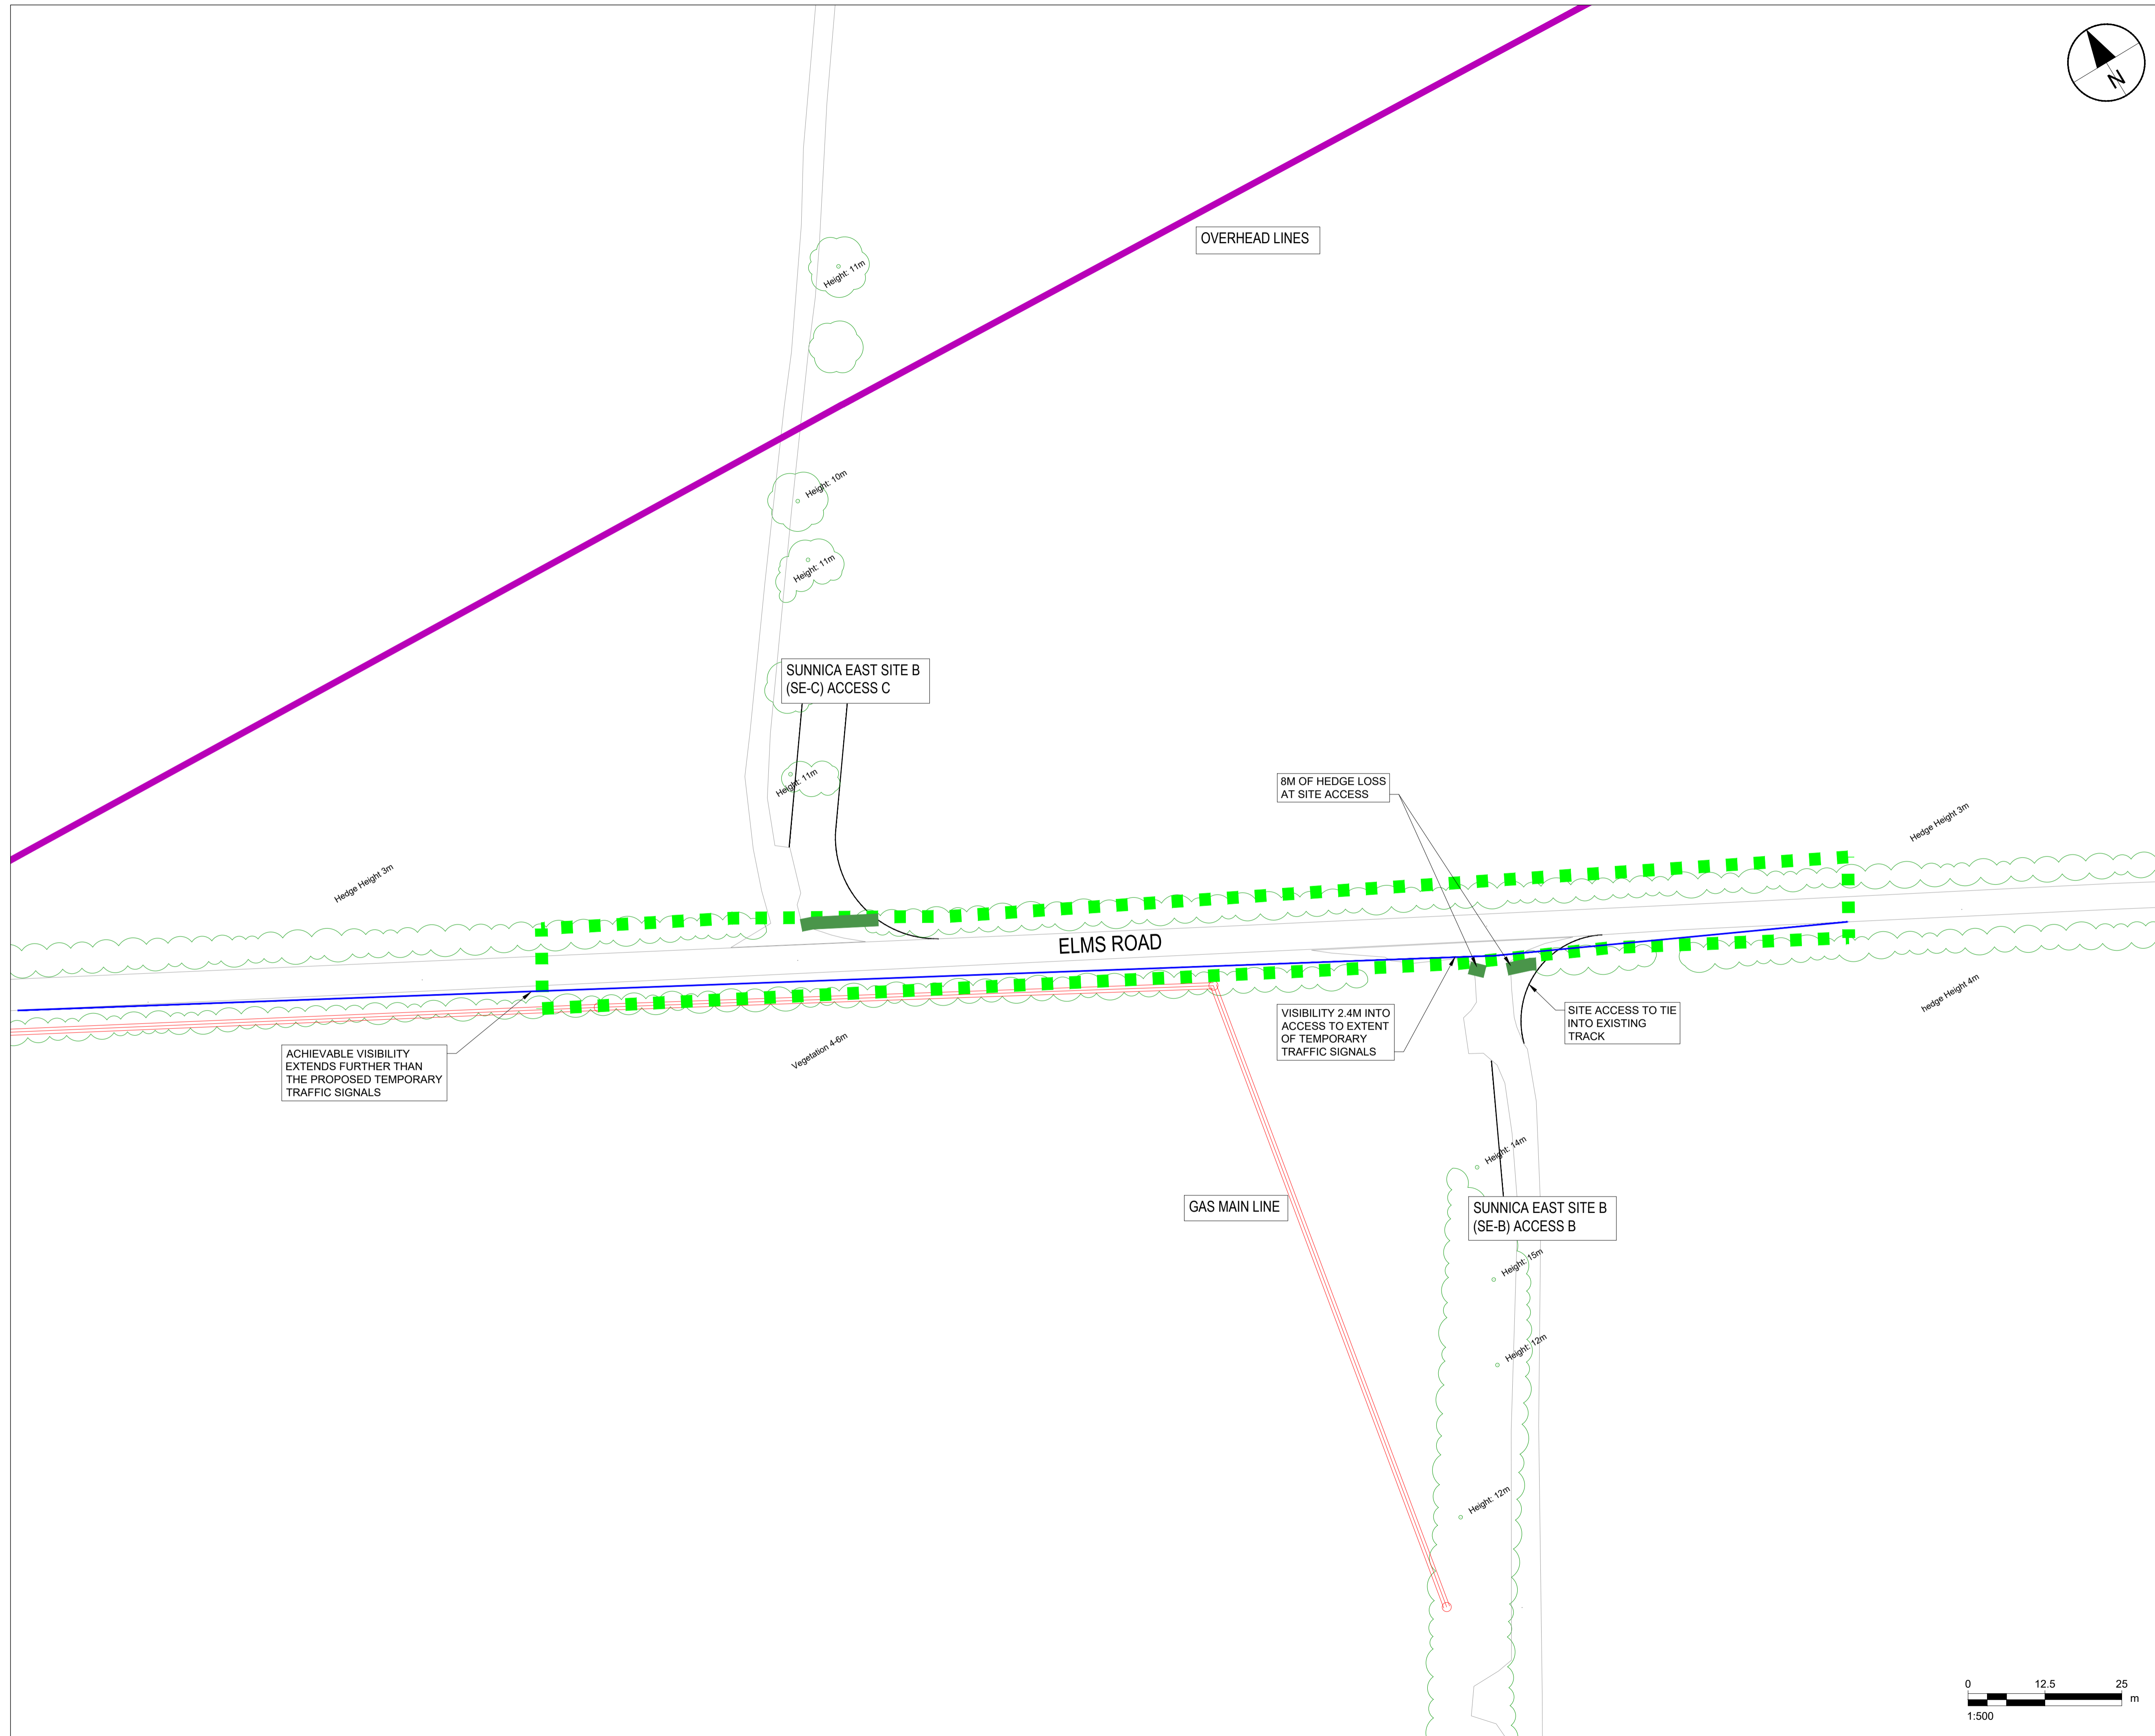 N
OVERHEAD LINES
Height: 11m
Height: 10m
Height: 11m
SUNNICA EAST SITE B
(SE-C) ACCESS C
Height: 11m
8M OF HEDGE LOSS
AT SITE ACCESS
Hedge Height 3m
Hedge Height 3m
ELMS ROAD
hedge Height 4m
VISIBILITY 2.4M INTO
ACCESS TO EXTENT
OF TEMPORARY
TRAFFIC SIGNALS
SITE ACCESS TO TIE
INTO EXISTING
TRACK
ACHIEVABLE VISIBILITY
EXTENDS FURTHER THAN
THE PROPOSED TEMPORARY
TRAFFIC SIGNALS
Vegetation 4-6m
Height: 14m
GAS MAIN LINE
SUNNICA EAST SITE B
(SE-B) ACCESS B
Height: 15m
Height: 12m
Height: 12m
0 12.5 25
m
1:500